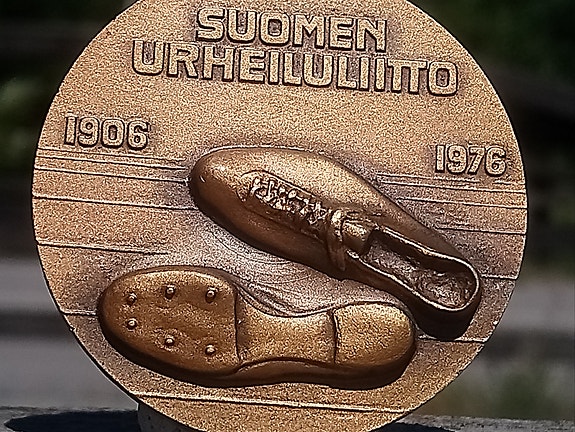 SUOMEN
URHEILULIITTO
1906
1976